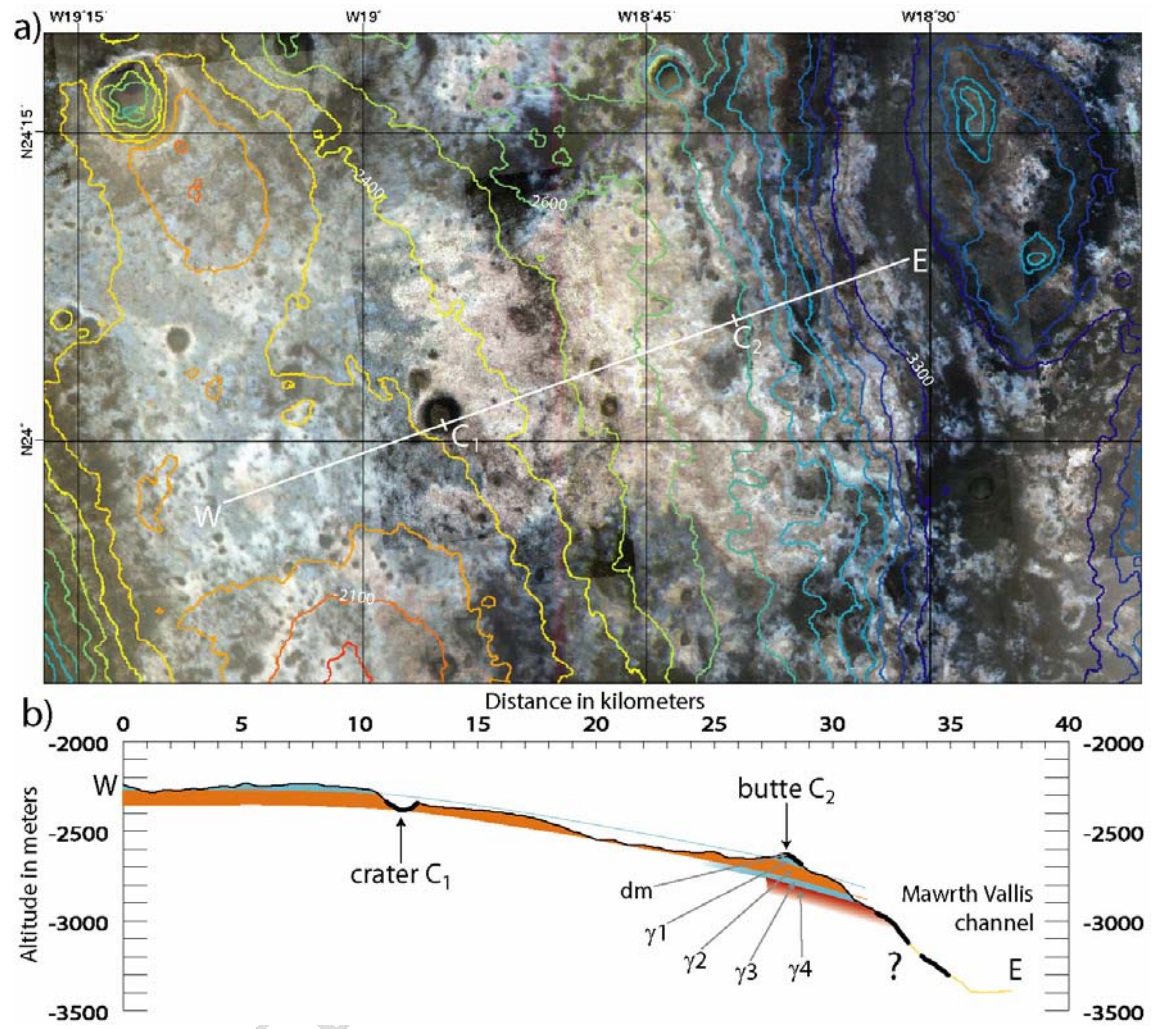 a)
W19°15´ W19° W18°45´ W18°30´
N24°15´
-2400
-2600
E
C2
-3300
C1
N24°
W
-2100
b)
Distance in kilometers
0 5 10 15 20 25 30 35 40
-2000 -2000
W
butte C2
-2500 -2500
crater C1
dm
Mawrth Vallis
channel
γ1
γ2 γ3 γ4
-3000 -3000
? E
-3500 -3500
Altitude in meters